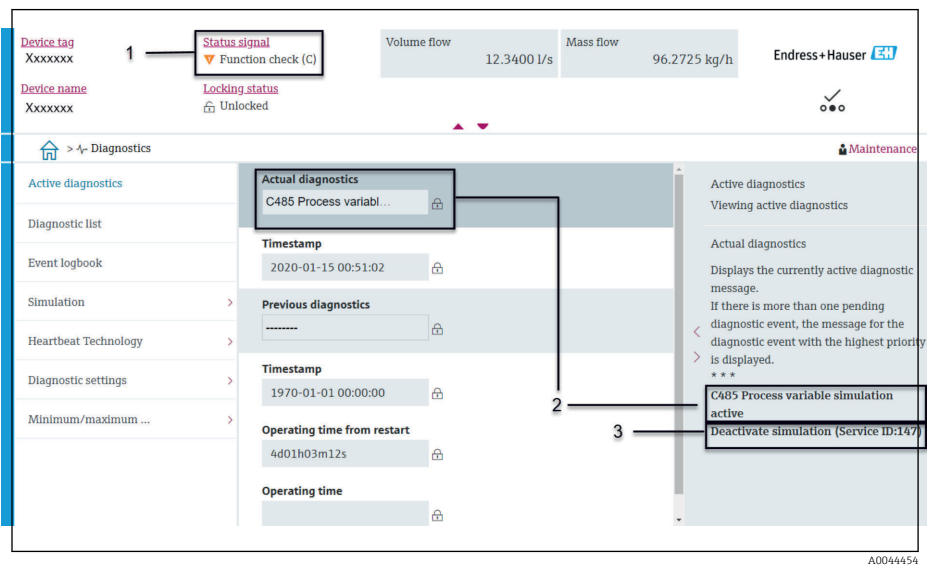 Device tag
Xxxxxxx
1
Status signal
Function check (C)
Volume flow
12.3400 l/s
Mass flow
96.2725 kg/h
Endress+Hauser EH
Device name
Xxxxxxx
Locking status
Unlocked
> Diagnostics
Maintenance
Active diagnostics
Diagnostic list
Event logbook
Simulation
Heartbeat Technology
Diagnostic settings
Minimum/maximum ...
Actual diagnostics
C485 Process variabl...
Timestamp
2020-01-15 00:51:02
Previous diagnostics
--------
Timestamp
1970-01-01 00:00:00
Operating time from restart
4d01h03m12s
Operating time
2
3
Active diagnostics
Viewing active diagnostics
Actual diagnostics
Displays the currently active diagnostic
message.
If there is more than one pending
diagnostic event, the message for the
diagnostic event with the highest priority
is displayed.
* * *
C485 Process variable simulation
active
Deactivate simulation (Service ID:147)
A0044454